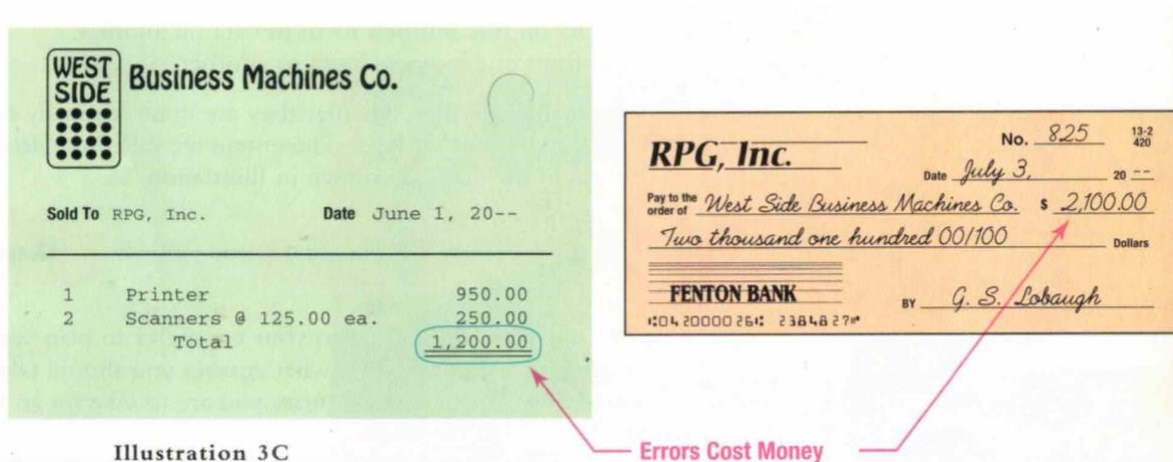 WEST
SIDE
Business Machines Co.
Sold To RPG, Inc. Date June 1, 20--
1 Printer 950.00
2 Scanners @ 125.00 ea. 250.00
Total 1,200.00
RPG, Inc.
No. 825
13-2
420
Date July 3, 20 --
Pay to the
order of West Side Business Machines Co. $ 2,100.00
Two thousand one hundred 00/100 Dollars
FENTON BANK
BY G. S. Lobaugh
⑆0420000261⑆ 2384827⑈
Illustration 3C
Errors Cost Money